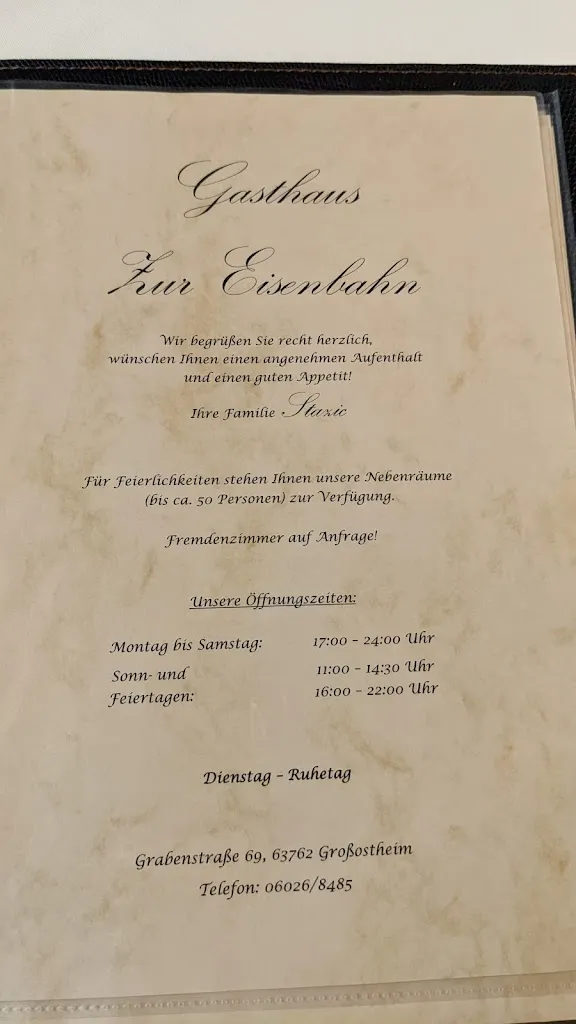 Gasthaus
Zur Eisenbahn
Wir begrüßen Sie recht herzlich,
wünschen Ihnen einen angenehmen Aufenthalt
und einen guten Appetit!
Ihre Familie Stazic
Für Feierlichkeiten stehen Ihnen unsere Nebenräume
(bis ca. 50 Personen) zur Verfügung.
Fremdenzimmer auf Anfrage!
Unsere Öffnungszeiten:
Montag bis Samstag: 17:00 – 24:00 Uhr
Sonn- und 11:00 – 14:30 Uhr
Feiertagen: 16:00 – 22:00 Uhr
Dienstag – Ruhetag
Grabenstraße 69, 63762 Großostheim
Telefon: 06026/8485